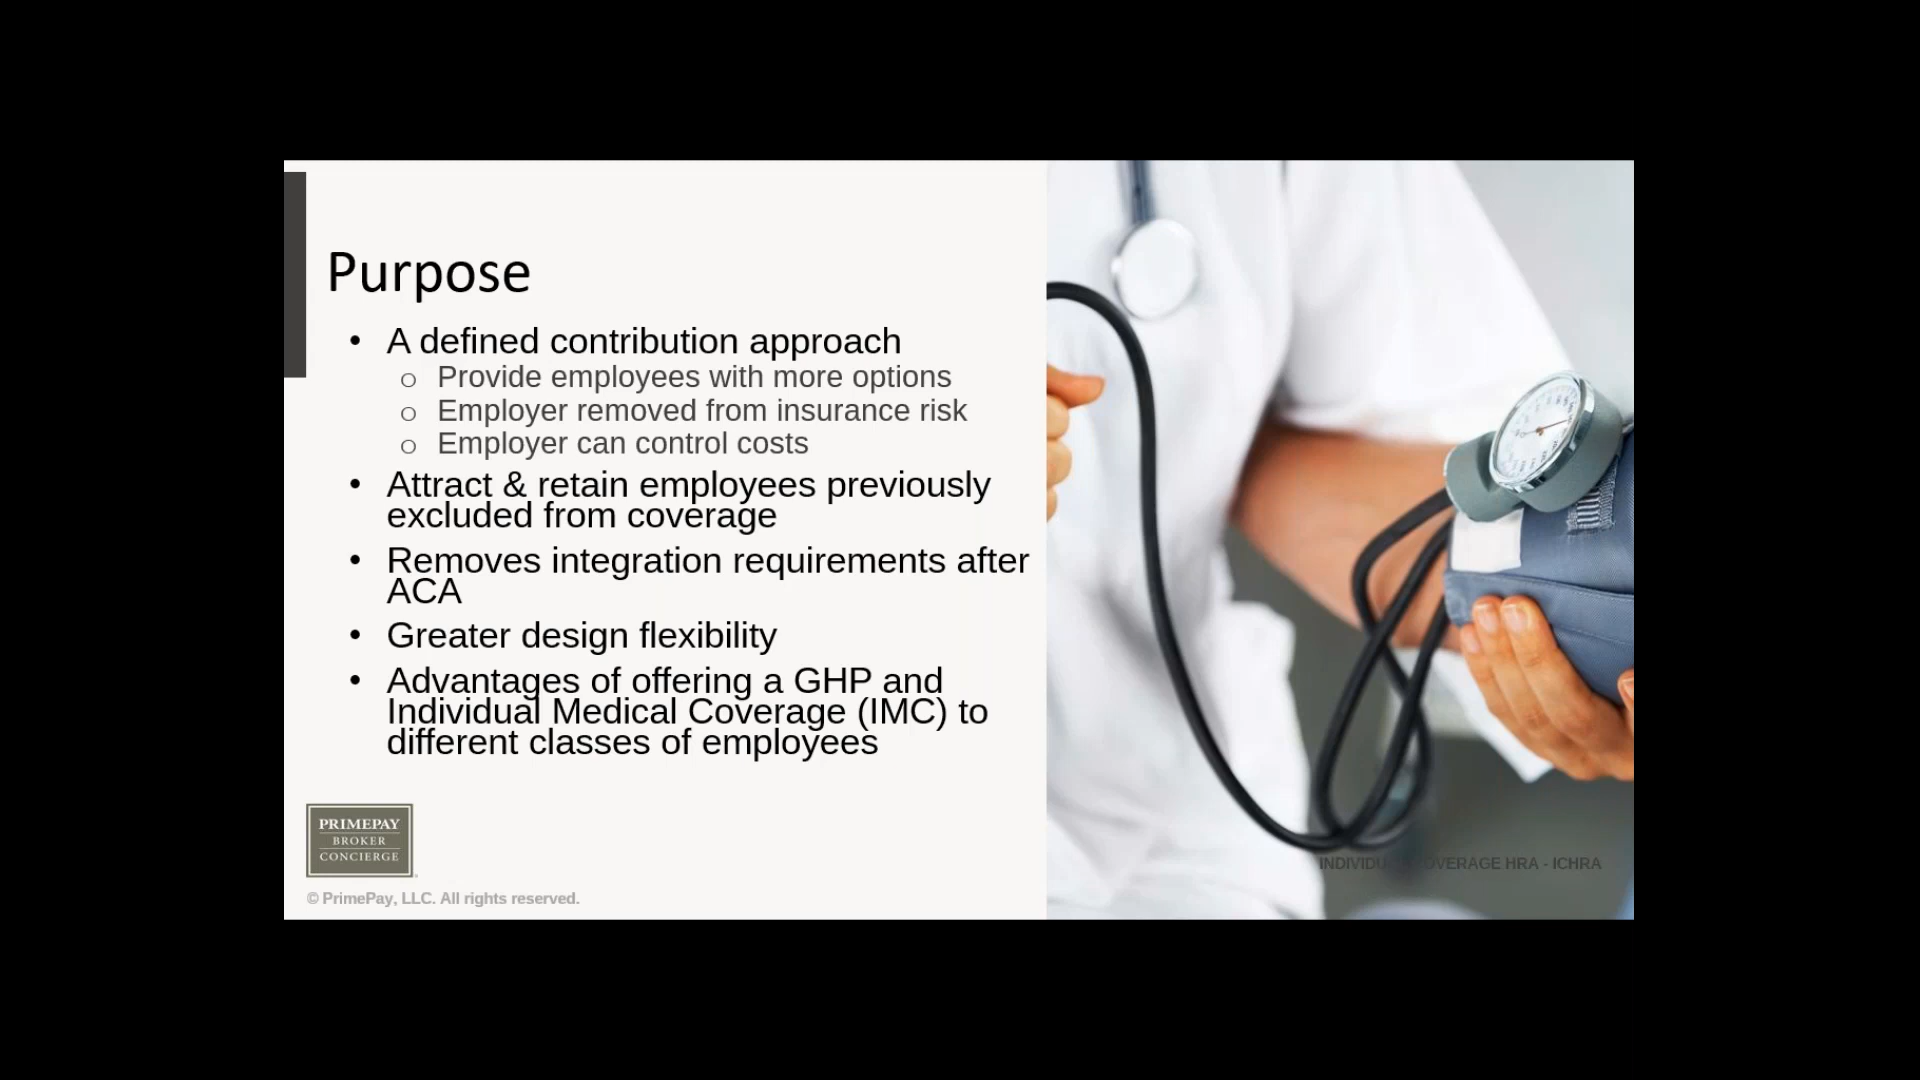 Purpose
• A defined contribution approach
o Provide employees with more options
o Employer removed from insurance risk
o Employer can control costs
• Attract & retain employees previously
excluded from coverage
• Removes integration requirements after
ACA
• Greater design flexibility
• Advantages of offering a GHP and
Individual Medical Coverage (IMC) to
different classes of employees
PRIMEPAY
BROKER
CONCIERGE
© PrimePay, LLC. All rights reserved.
INDIVIDUAL COVERAGE HRA - ICHRA